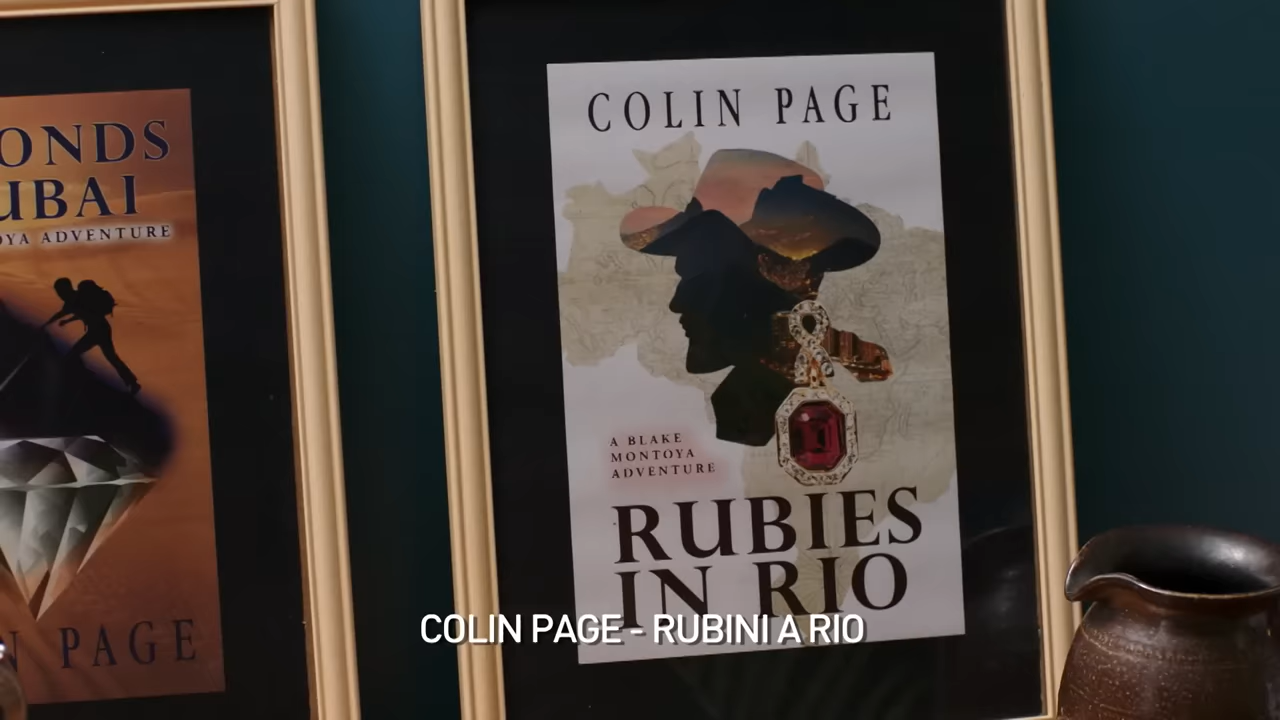 ONDS
UBAI
OYA ADVENTURE
N PAGE
COLIN PAGE
A BLAKE
MONTOYA
ADVENTURE
RUBIES
IN RIO
COLIN PAGE - RUBINI A RIO